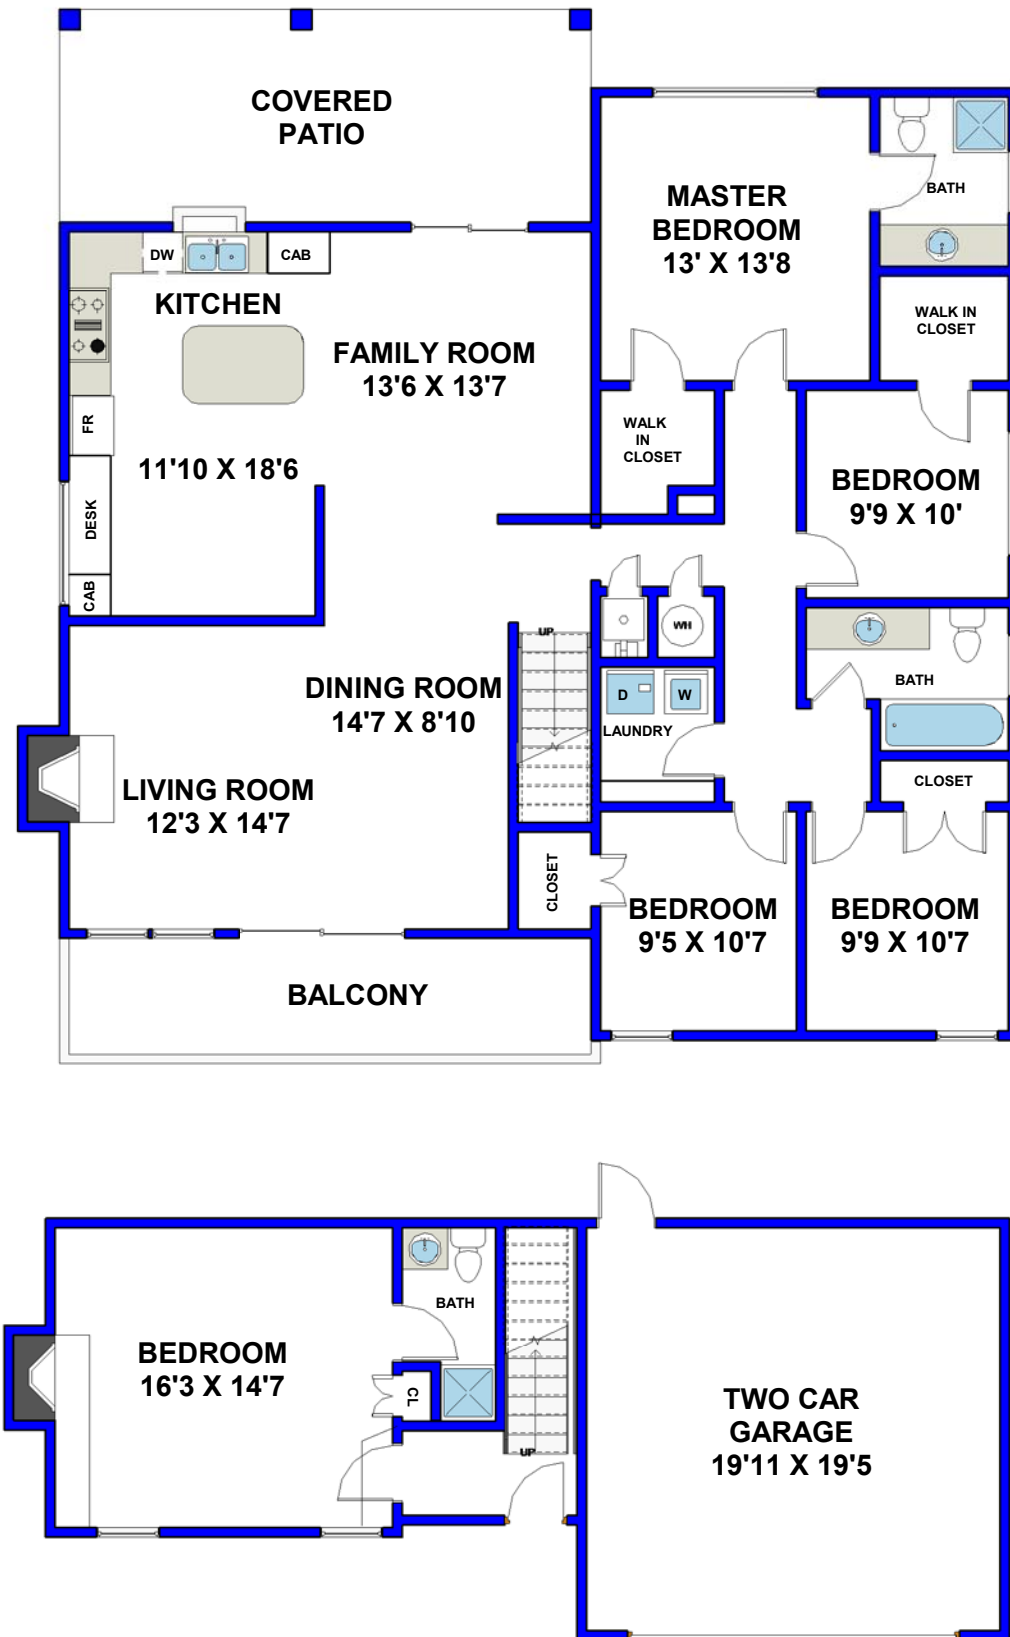 COVERED
PATIO
MASTER
BEDROOM
13' X 13'8
BATH
DW
CAB
KITCHEN
WALK IN
CLOSET
FAMILY ROOM
13'6 X 13'7
FR
WALK
IN
CLOSET
11'10 X 18'6
BEDROOM
9'9 X 10'
DESK
CAB
UP
WH
BATH
DINING ROOM
14'7 X 8'10
D
W
LAUNDRY
LIVING ROOM
12'3 X 14'7
CLOSET
CLOSET
BEDROOM
9'5 X 10'7
BEDROOM
9'9 X 10'7
BALCONY
BATH
BEDROOM
16'3 X 14'7
CL
TWO CAR
GARAGE
19'11 X 19'5
UP